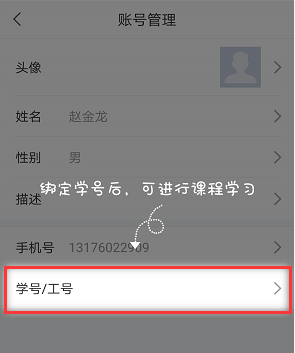 账号管理
头像
姓名 赵金龙
性别 男
描述
绑定学号后，可进行课程学习
手机号 13176022909
学号/工号